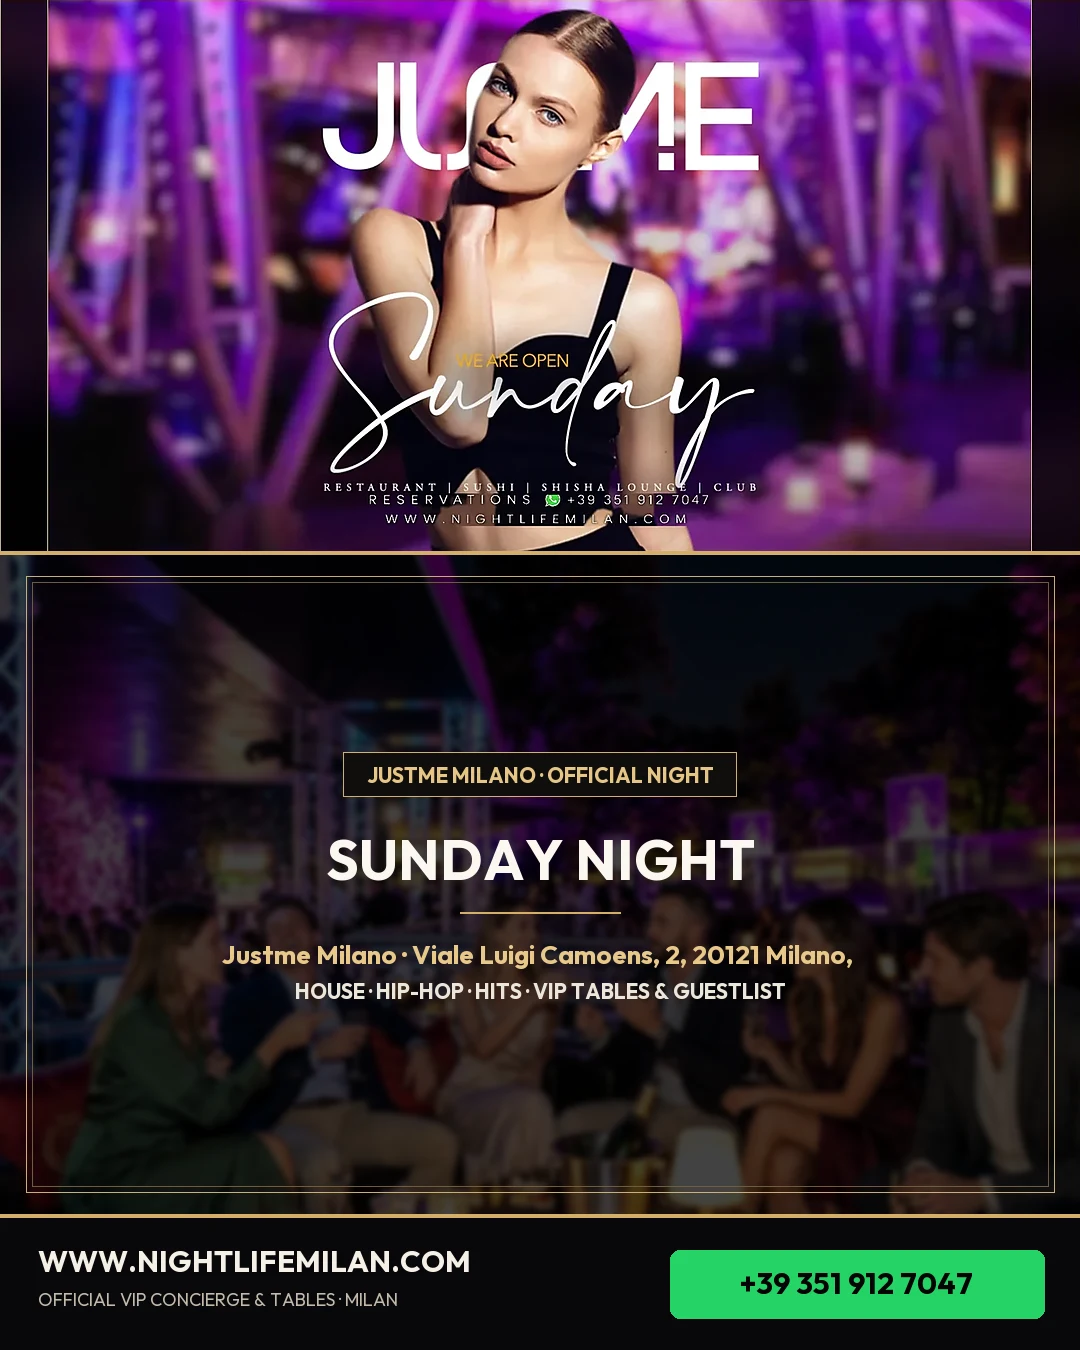 JUSTME
WE ARE OPEN
Sunday
RESTAURANT | SUSHI | SHISHA LOUNGE | CLUB
RESERVATIONS +39 351 912 7047
WWW.NIGHTLIFEMILAN.COM
JUSTME MILANO · OFFICIAL NIGHT
SUNDAY NIGHT
Justme Milano · Viale Luigi Camoens, 2, 20121 Milano,
HOUSE · HIP-HOP · HITS · VIP TABLES & GUESTLIST
WWW.NIGHTLIFEMILAN.COM
+39 351 912 7047
OFFICIAL VIP CONCIERGE & TABLES · MILAN